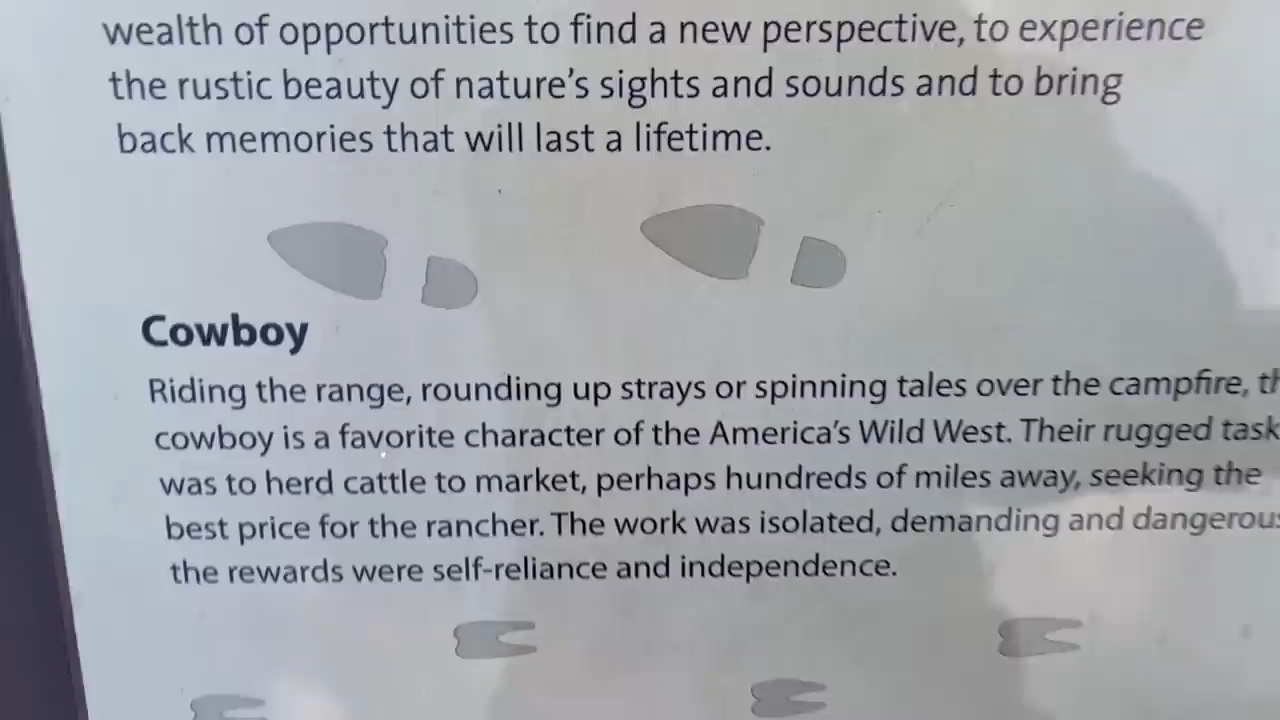 wealth of opportunities to find a new perspective, to experience
the rustic beauty of nature's sights and sounds and to bring
back memories that will last a lifetime.
Cowboy
Riding the range, rounding up strays or spinning tales over the campfire,
cowboy is a favorite character of the America's Wild West. Their rugged task
was to herd cattle to market, perhaps hundreds of miles away, seeking the
best price for the rancher. The work was isolated, demanding and dangerous
the rewards were self-reliance and independence.